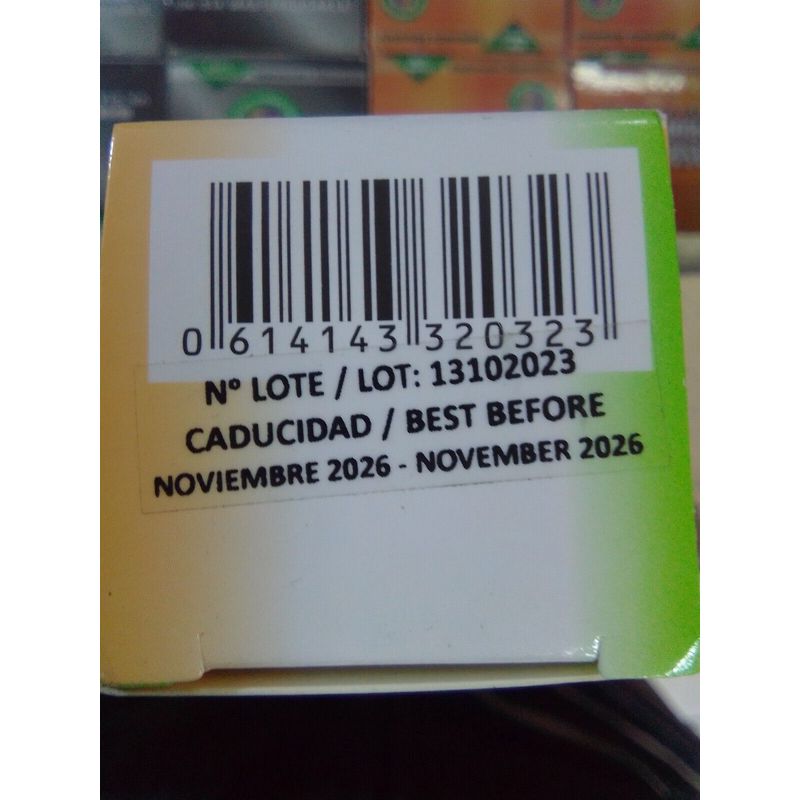 0 614143 320323
Nº LOTE / LOT: 13102023
CADUCIDAD / BEST BEFORE
NOVIEMBRE 2026 - NOVEMBER 2026